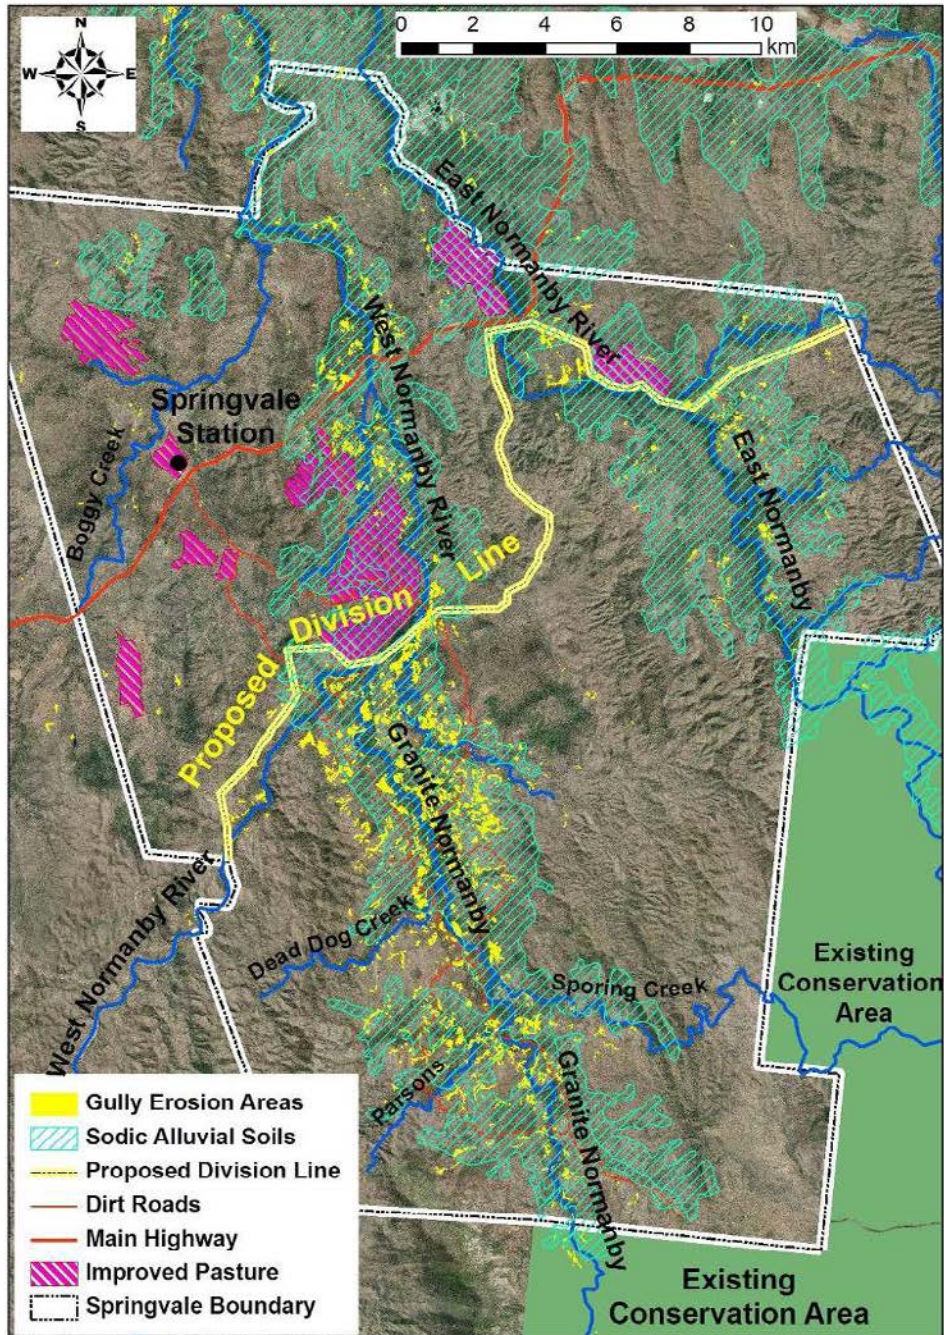 N
W E
S
0 2 4 6 8 10
km
East Normanby River
West Normanby River
Springvale
Station
Boggy Creek
East Normanby
Proposed Division Line
Granite Normanby
West Normanby River
Dead Dog Creek
Sporing Creek
Existing
Conservation
Area
Parsons
Granite Normanby
Gully Erosion Areas
Sodic Alluvial Soils
Proposed Division Line
Dirt Roads
Main Highway
Improved Pasture
Springvale Boundary
Existing
Conservation Area